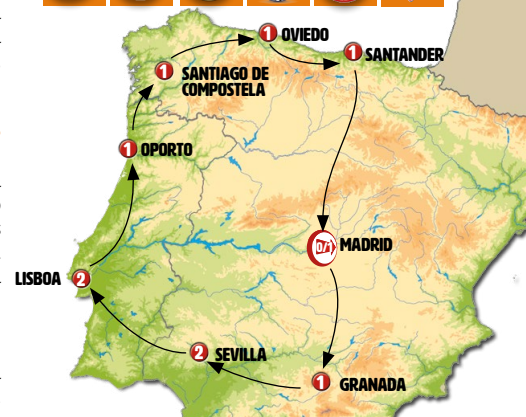 1 OVIEDO
1 SANTANDER
1 SANTIAGO DE
COMPOSTELA
1 OPORTO
D/1 MADRID
LISBOA 2
2 SEVILLA
1 GRANADA